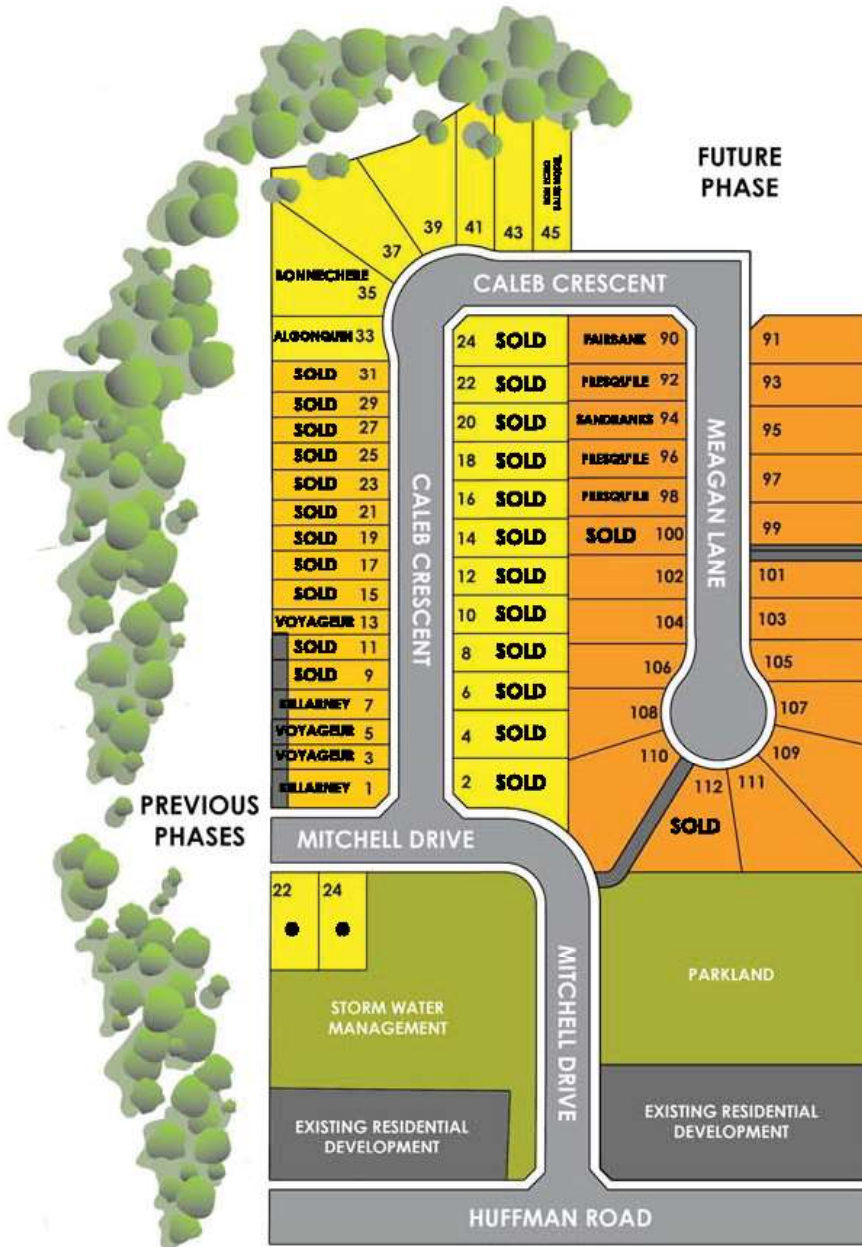 FUTURE
PHASE
39
41
43
45
37
35
BONNECHERE
CALEB CRESCENT
ALGONQUIN 33
SOLD 31
SOLD 29
SOLD 27
SOLD 25
SOLD 23
SOLD 21
SOLD 19
SOLD 17
SOLD 15
VOYAGEUR 13
SOLD 11
SOLD 9
KILLARNEY 7
VOYAGEUR 5
VOYAGEUR 3
KILLARNEY 1
CALEB CRESCENT
24 SOLD
22 SOLD
20 SOLD
18 SOLD
16 SOLD
14 SOLD
12 SOLD
10 SOLD
8 SOLD
6 SOLD
4 SOLD
2 SOLD
FAIRBANK 90
PRESQU'ILE 92
SANDBANKS 94
PRESQU'ILE 96
PRESQU'ILE 98
SOLD 100
102
104
106
108
110
112
SOLD
MEAGAN LANE
91
93
95
97
99
101
103
105
107
109
111
PREVIOUS
PHASES
MITCHELL DRIVE
22
24
MITCHELL DRIVE
STORM WATER
MANAGEMENT
PARKLAND
EXISTING RESIDENTIAL
DEVELOPMENT
EXISTING RESIDENTIAL
DEVELOPMENT
HUFFMAN ROAD